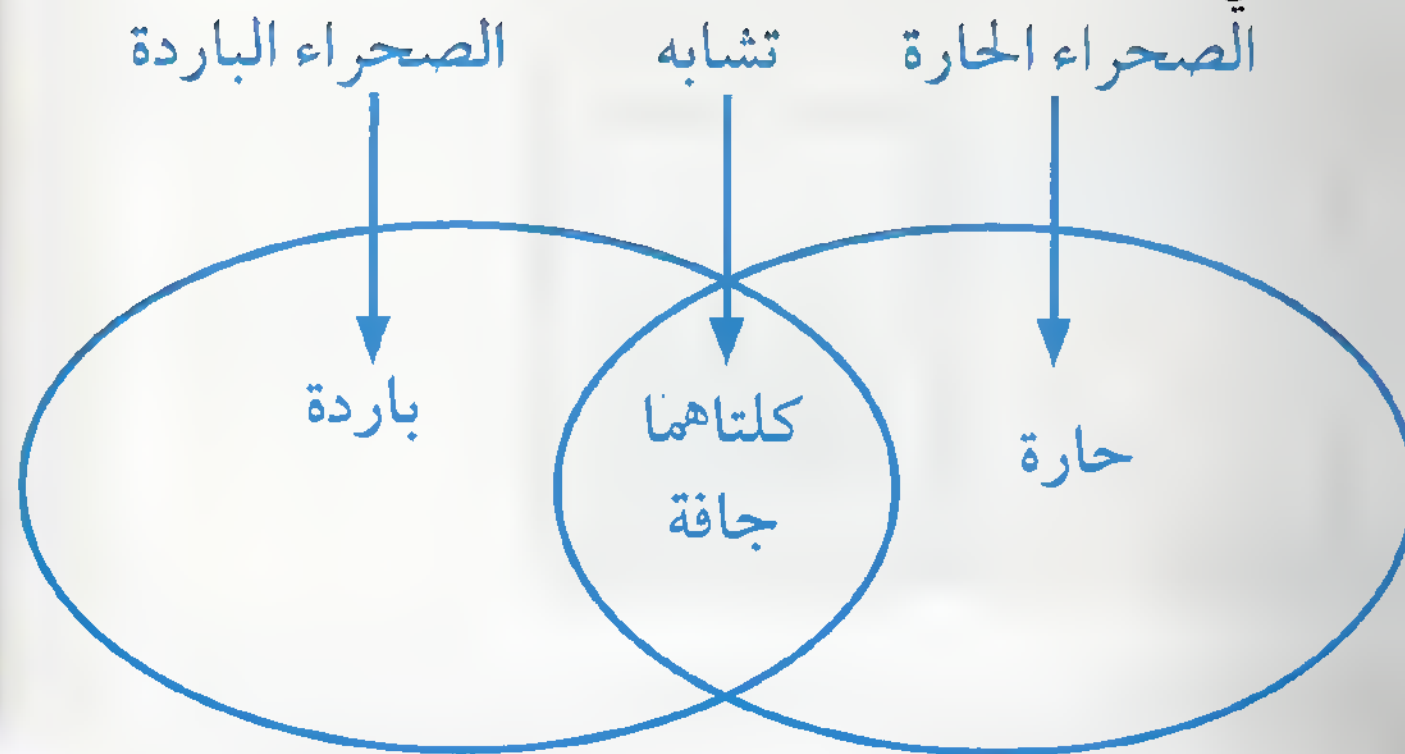 الصحراء الحارة
تشابه
الصحراء الباردة
حارة
كلتاهما
جافة
باردة